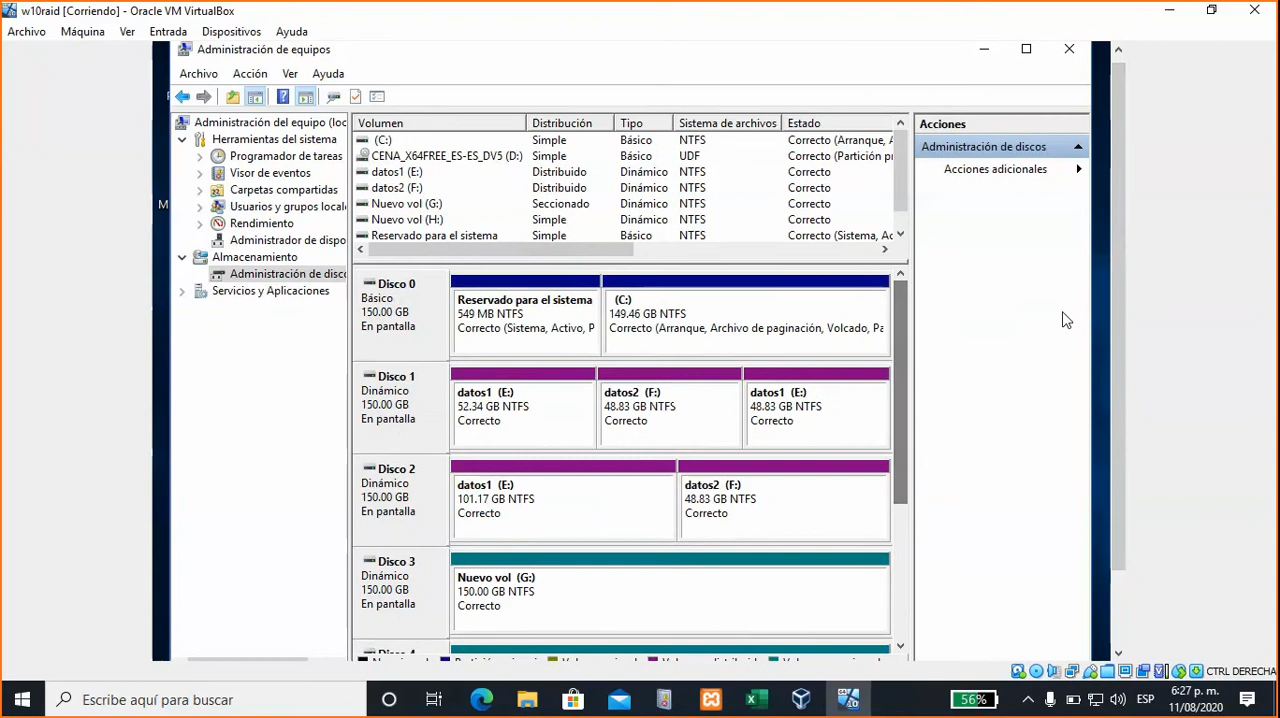 w10raid [Corriendo] - Oracle VM VirtualBox
Archivo Máquina Ver Entrada Dispositivos Ayuda
Administración de equipos
Archivo Acción Ver Ayuda
Administración del equipo (loc
Herramientas del sistema
Programador de tareas
Visor de eventos
Carpetas compartidas
Usuarios y grupos locale
Rendimiento
Administrador de dispo
Almacenamiento
Administración de disco
Servicios y Aplicaciones
M
Volumen Distribución Tipo Sistema de archivos Estado
(C:) Simple Básico NTFS Correcto (Arranque, A
CENA_X64FREE_ES-ES_DV5 (D:) Simple Básico UDF Correcto (Partición pr
datos1 (E:) Distribuido Dinámico NTFS Correcto
datos2 (F:) Distribuido Dinámico NTFS Correcto
Nuevo vol (G:) Seccionado Dinámico NTFS Correcto
Nuevo vol (H:) Simple Dinámico NTFS Correcto
Reservado para el sistema Simple Básico NTFS Correcto (Sistema, Ac
Disco 0
Básico
150.00 GB
En pantalla
Reservado para el sistema
549 MB NTFS
Correcto (Sistema, Activo, P
(C:)
149.46 GB NTFS
Correcto (Arranque, Archivo de paginación, Volcado, Pa
Disco 1
Dinámico
150.00 GB
En pantalla
datos1 (E:)
52.34 GB NTFS
Correcto
datos2 (F:)
48.83 GB NTFS
Correcto
datos1 (E:)
48.83 GB NTFS
Correcto
Disco 2
Dinámico
150.00 GB
En pantalla
datos1 (E:)
101.17 GB NTFS
Correcto
datos2 (F:)
48.83 GB NTFS
Correcto
Disco 3
Dinámico
150.00 GB
En pantalla
Nuevo vol (G:)
150.00 GB NTFS
Correcto
Acciones
Administración de discos
Acciones adicionales
CTRL DERECHA
Escribe aquí para buscar
56%
ESP
6:27 p. m.
11/08/2020